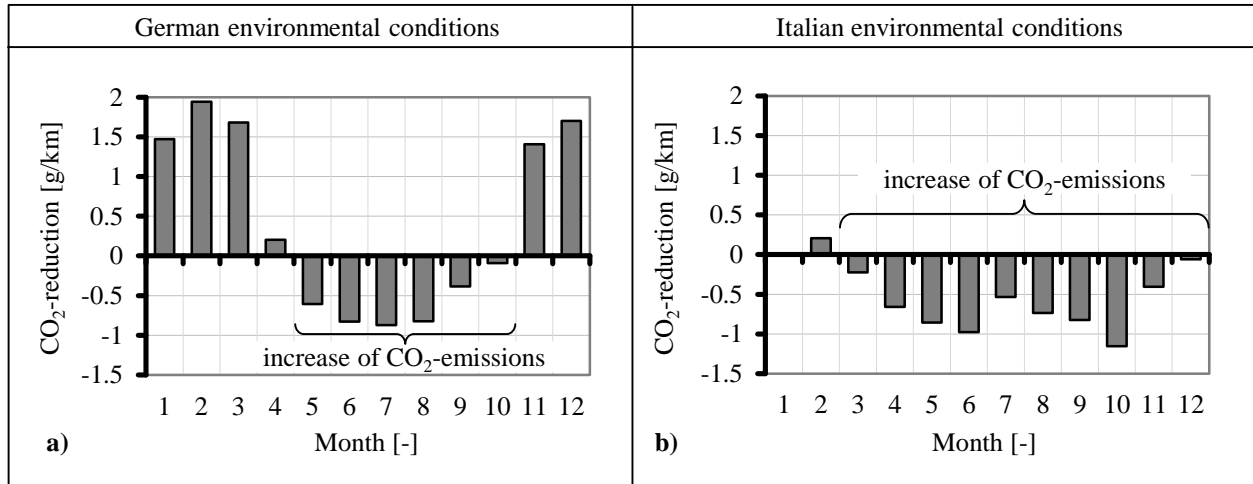 German environmental conditions
Italian environmental conditions
CO₂-reduction [g/km]
2
1.5
1
0.5
0
-0.5
-1
-1.5
increase of CO₂-emissions
1 2 3 4 5 6 7 8 9 10 11 12
a)
Month [-]
CO₂-reduction [g/km]
2
1.5
1
0.5
0
-0.5
-1
-1.5
increase of CO₂-emissions
1 2 3 4 5 6 7 8 9 10 11 12
b)
Month [-]